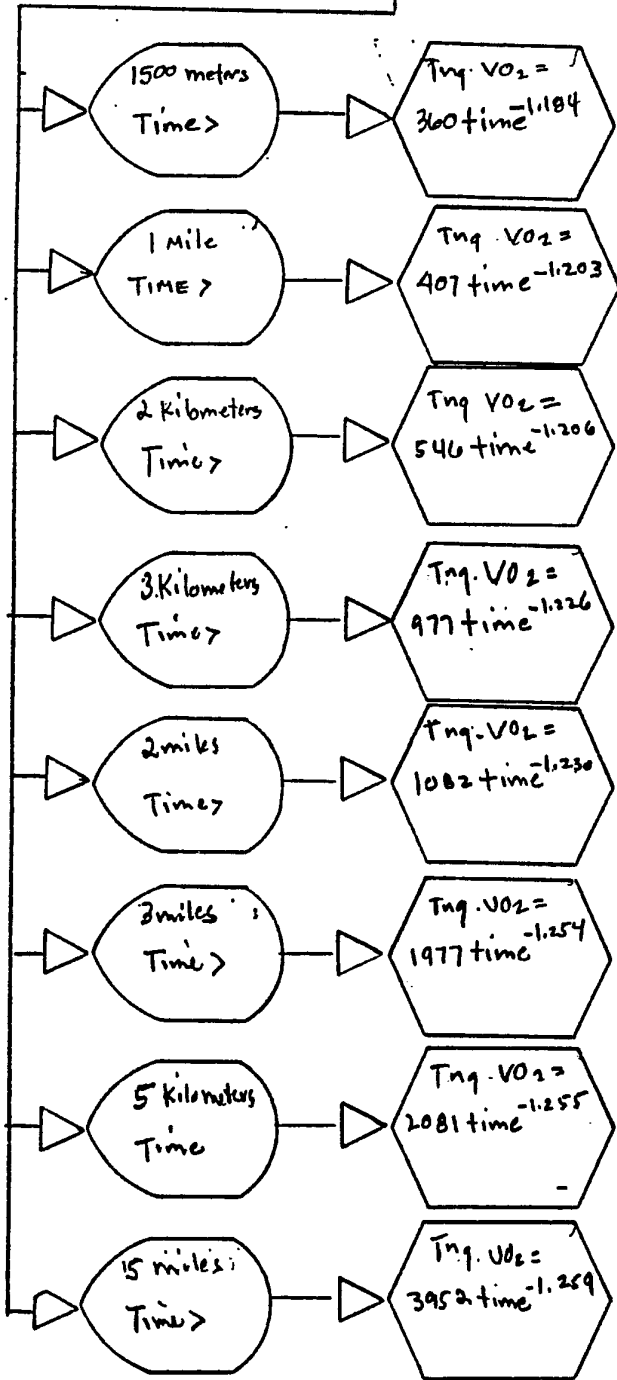 1500 meters
Time >
Tng. VO2 =
360 time^-1.184
1 Mile
TIME >
Tng. VO2 =
407 time^-1.203
2 Kilometers
Time >
Tng VO2 =
546 time^-1.206
3 Kilometers
Time >
Tng. VO2 =
977 time^-1.226
2 miles
Time >
Tng. VO2 =
1082 time^-1.230
3 miles
Time >
Tng. VO2 =
1977 time^-1.254
5 Kilometers
Time
Tng. VO2 =
2081 time^-1.255
5 miles
Time >
Tng. VO2 =
3952 time^-1.259